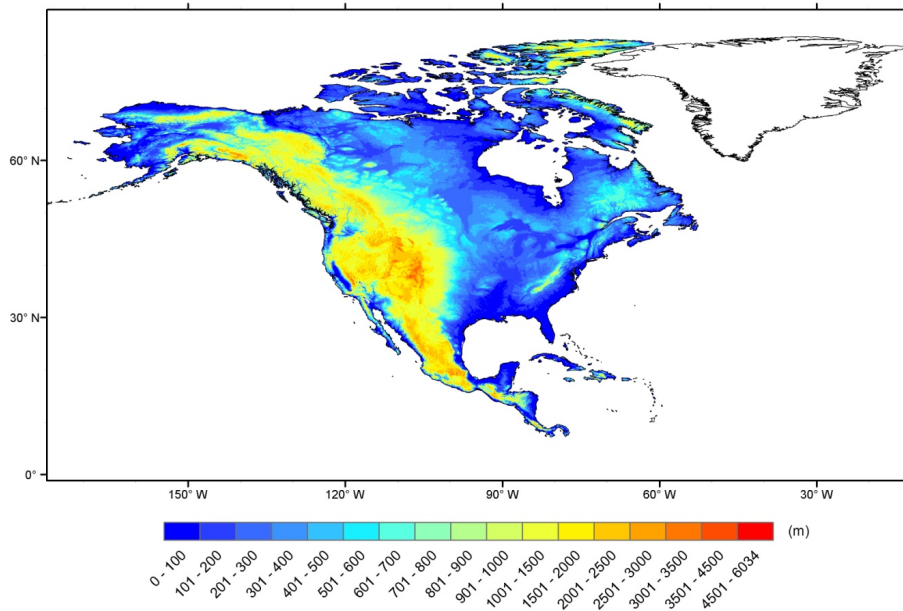 60° N
30° N
0°
150° W
120° W
90° W
60° W
30° W
(m)
0 - 100
101 - 200
201 - 300
301 - 400
401 - 500
501 - 600
601 - 700
701 - 800
801 - 900
901 - 1000
1001 - 1500
1501 - 2000
2001 - 2500
2501 - 3000
3001 - 3500
3501 - 4500
4501 - 6034